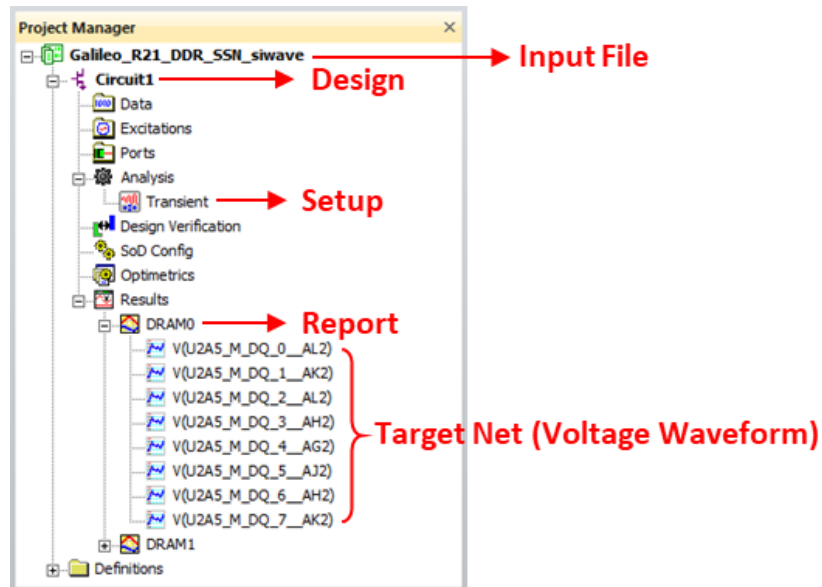 Project Manager
Galileo_R21_DDR_SSN_siwave
Input File
Circuit1
Design
Data
Excitations
Ports
Analysis
Transient
Setup
Design Verification
SoD Config
Optimetrics
Results
DRAM0
Report
V(U2A5_M_DQ_0__AL2)
V(U2A5_M_DQ_1__AK2)
V(U2A5_M_DQ_2__AL2)
V(U2A5_M_DQ_3__AH2)
V(U2A5_M_DQ_4__AG2)
Target Net (Voltage Waveform)
V(U2A5_M_DQ_5__AJ2)
V(U2A5_M_DQ_6__AH2)
V(U2A5_M_DQ_7__AK2)
DRAM1
Definitions